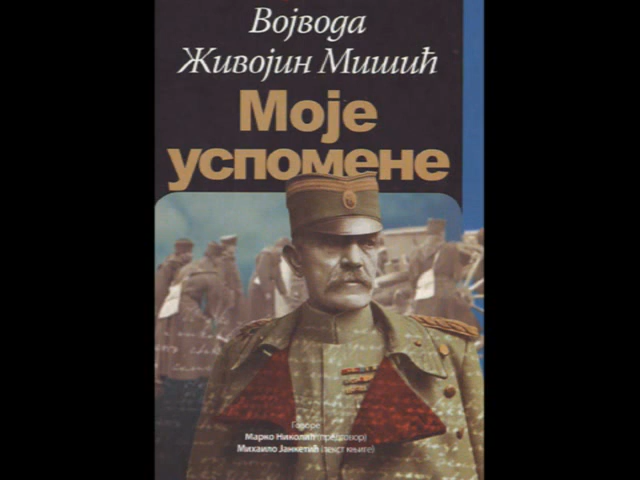 Војвода
Живојин Мишић
Моје
успомене
Говоре
Марко Николић (предговор)
Михаило Јанкетић (текст књиге)